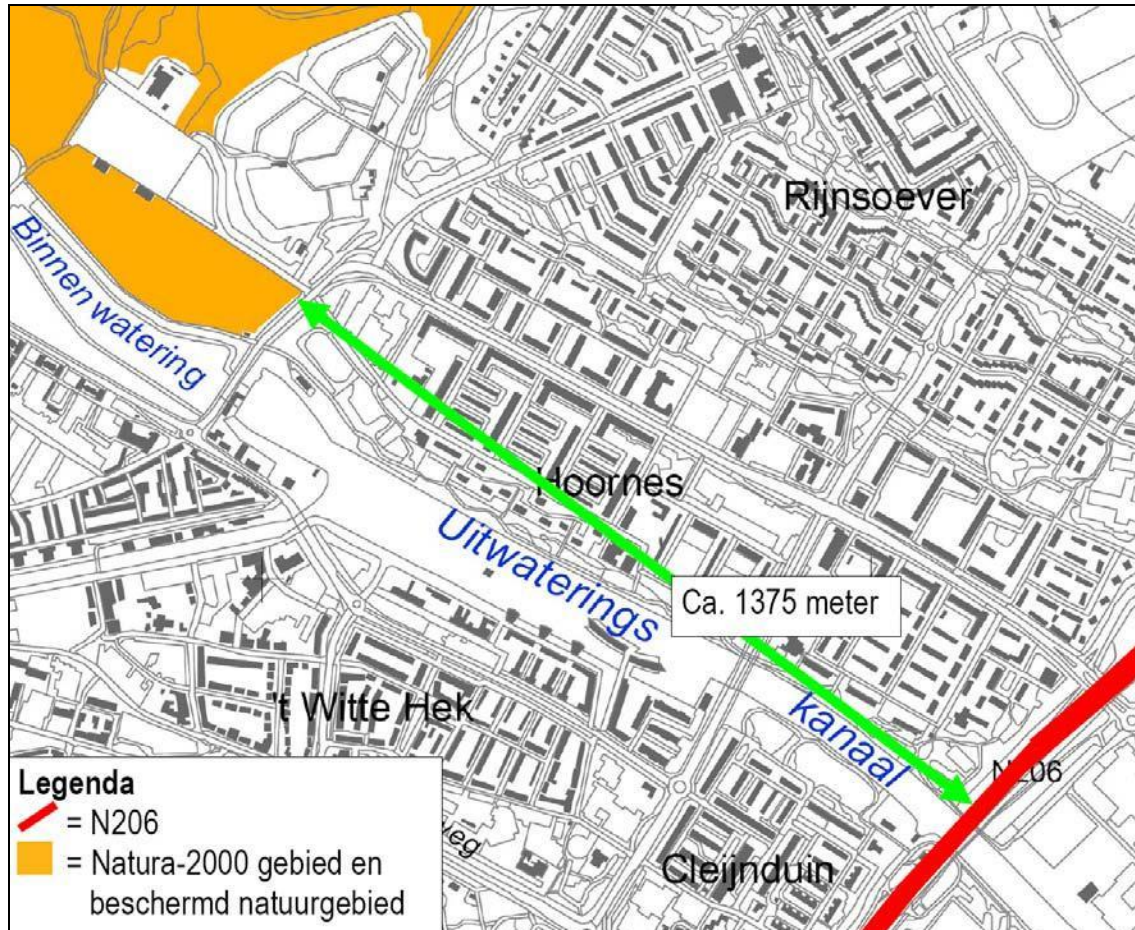 Rijnsoever
Binnen watering
Hoornes
Uitwaterings
Ca. 1375 meter
kanaal
't Witte Hek
N206
Cleijnduin
Legenda
= N206
= Natura-2000 gebied en
beschermd natuurgebied